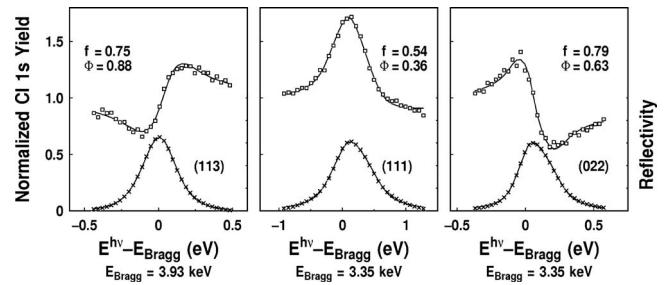 Normalized Cl 1s Yield
1.5
1.0
0.5
0
f = 0.75
Φ = 0.88
(113)
−0.5
0
0.5
E^hν−E_Bragg (eV)
E_Bragg = 3.93 keV
f = 0.54
Φ = 0.36
(111)
−1
0
1
E^hν−E_Bragg (eV)
E_Bragg = 3.35 keV
f = 0.79
Φ = 0.63
(022)
−0.5
0
0.5
E^hν−E_Bragg (eV)
E_Bragg = 3.35 keV
Reflectivity